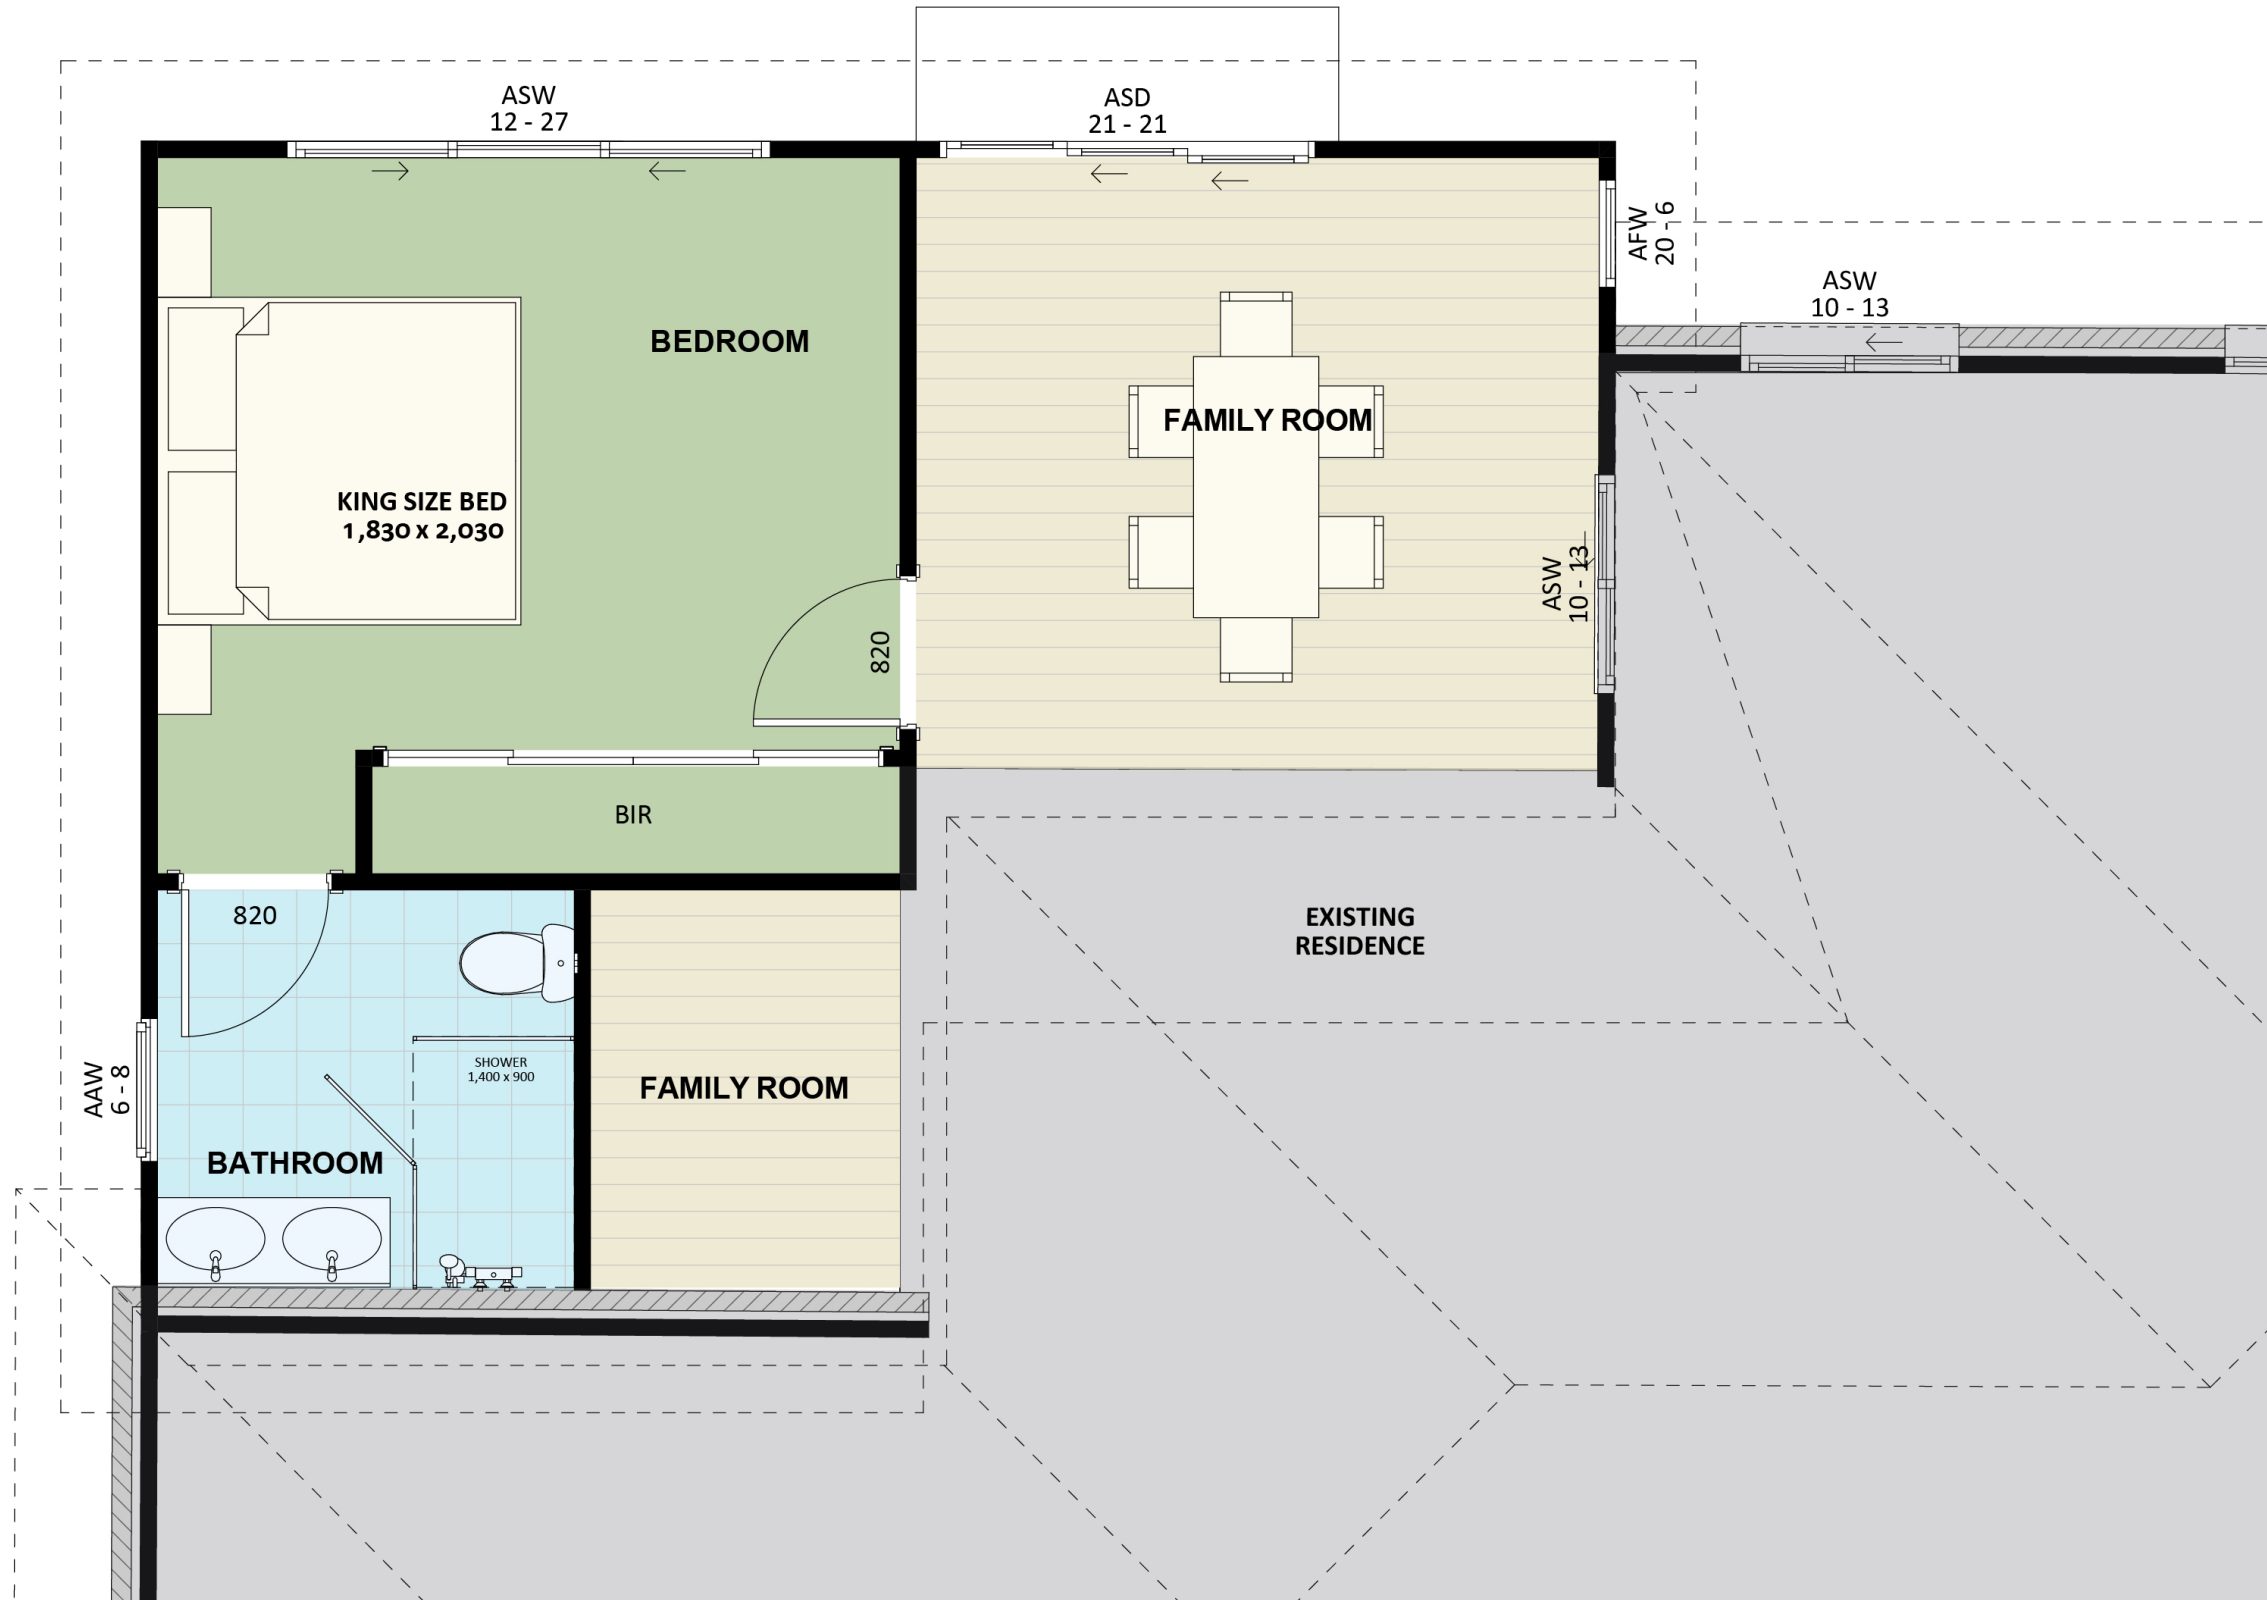 ASW
12 - 27
ASD
21 - 21
AFW
20 - 6
ASW
10 - 13
BEDROOM
FAMILY ROOM
KING SIZE BED
1,830 x 2,030
ASW
10 - 13
820
BIR
820
EXISTING
RESIDENCE
SHOWER
1,400 x 900
AAW
6 - 8
FAMILY ROOM
BATHROOM